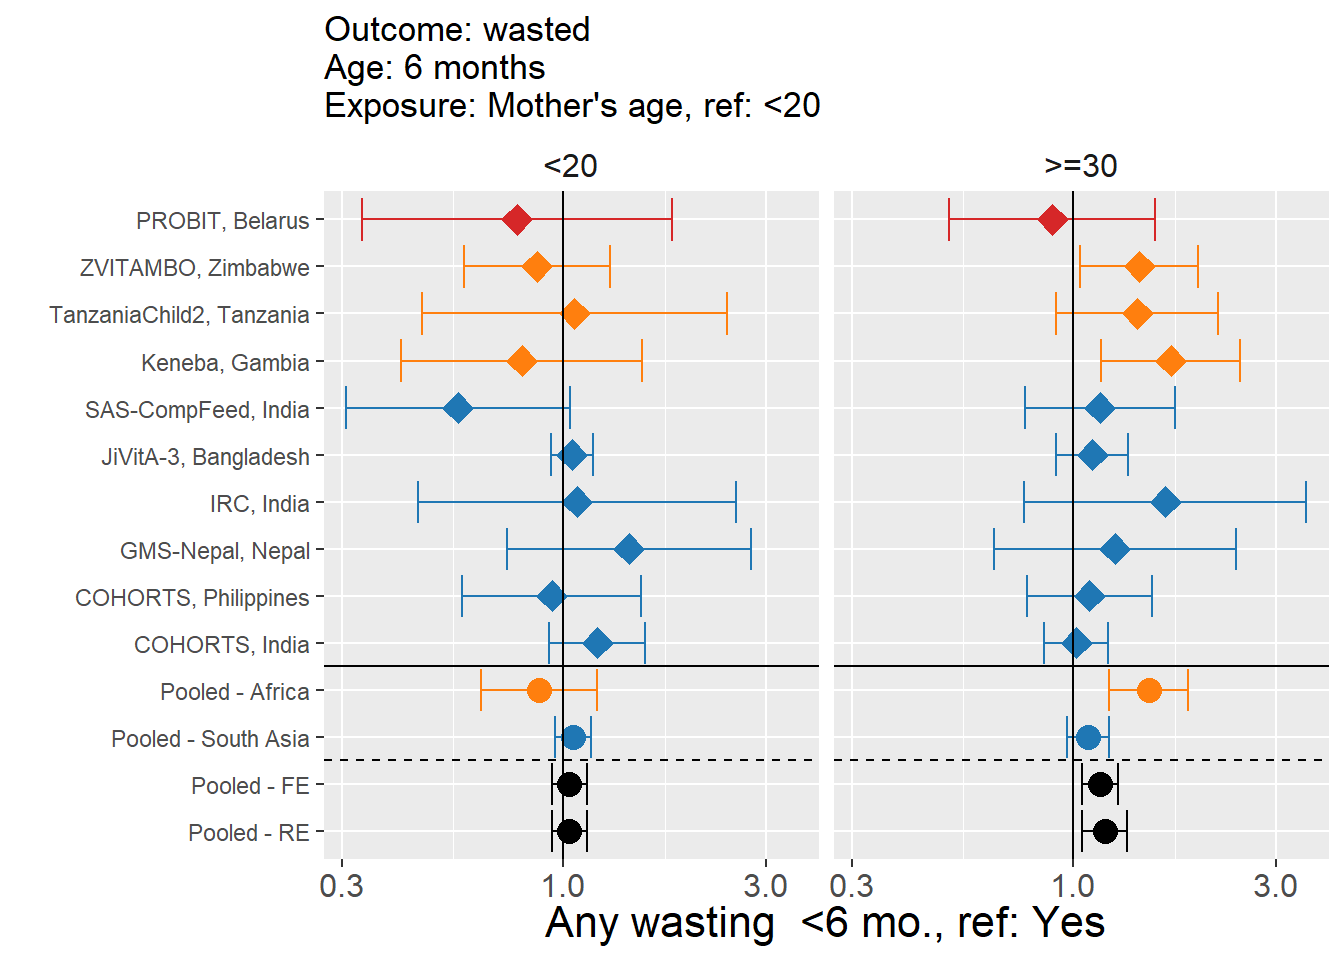 Outcome: wasted
Age: 6 months
Exposure: Mother's age, ref: <20
<20
>=30
PROBIT, Belarus
ZVITAMBO, Zimbabwe
TanzaniaChild2, Tanzania
Keneba, Gambia
SAS-CompFeed, India
JiVitA-3, Bangladesh
IRC, India
GMS-Nepal, Nepal
COHORTS, Philippines
COHORTS, India
Pooled - Africa
Pooled - South Asia
Pooled - FE
Pooled - RE
0.3 1.0 3.0 0.3 1.0 3.0
Any wasting  <6 mo., ref: Yes